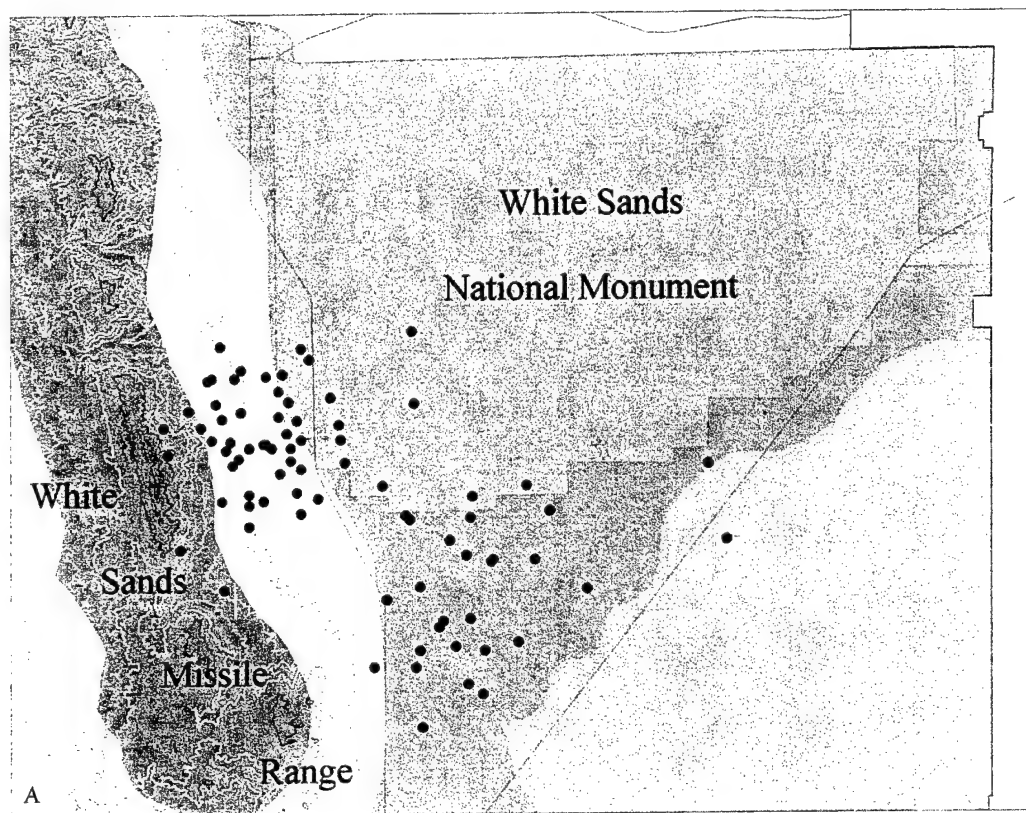 White Sands
National Monument
White
Sands
Missile
Range
A